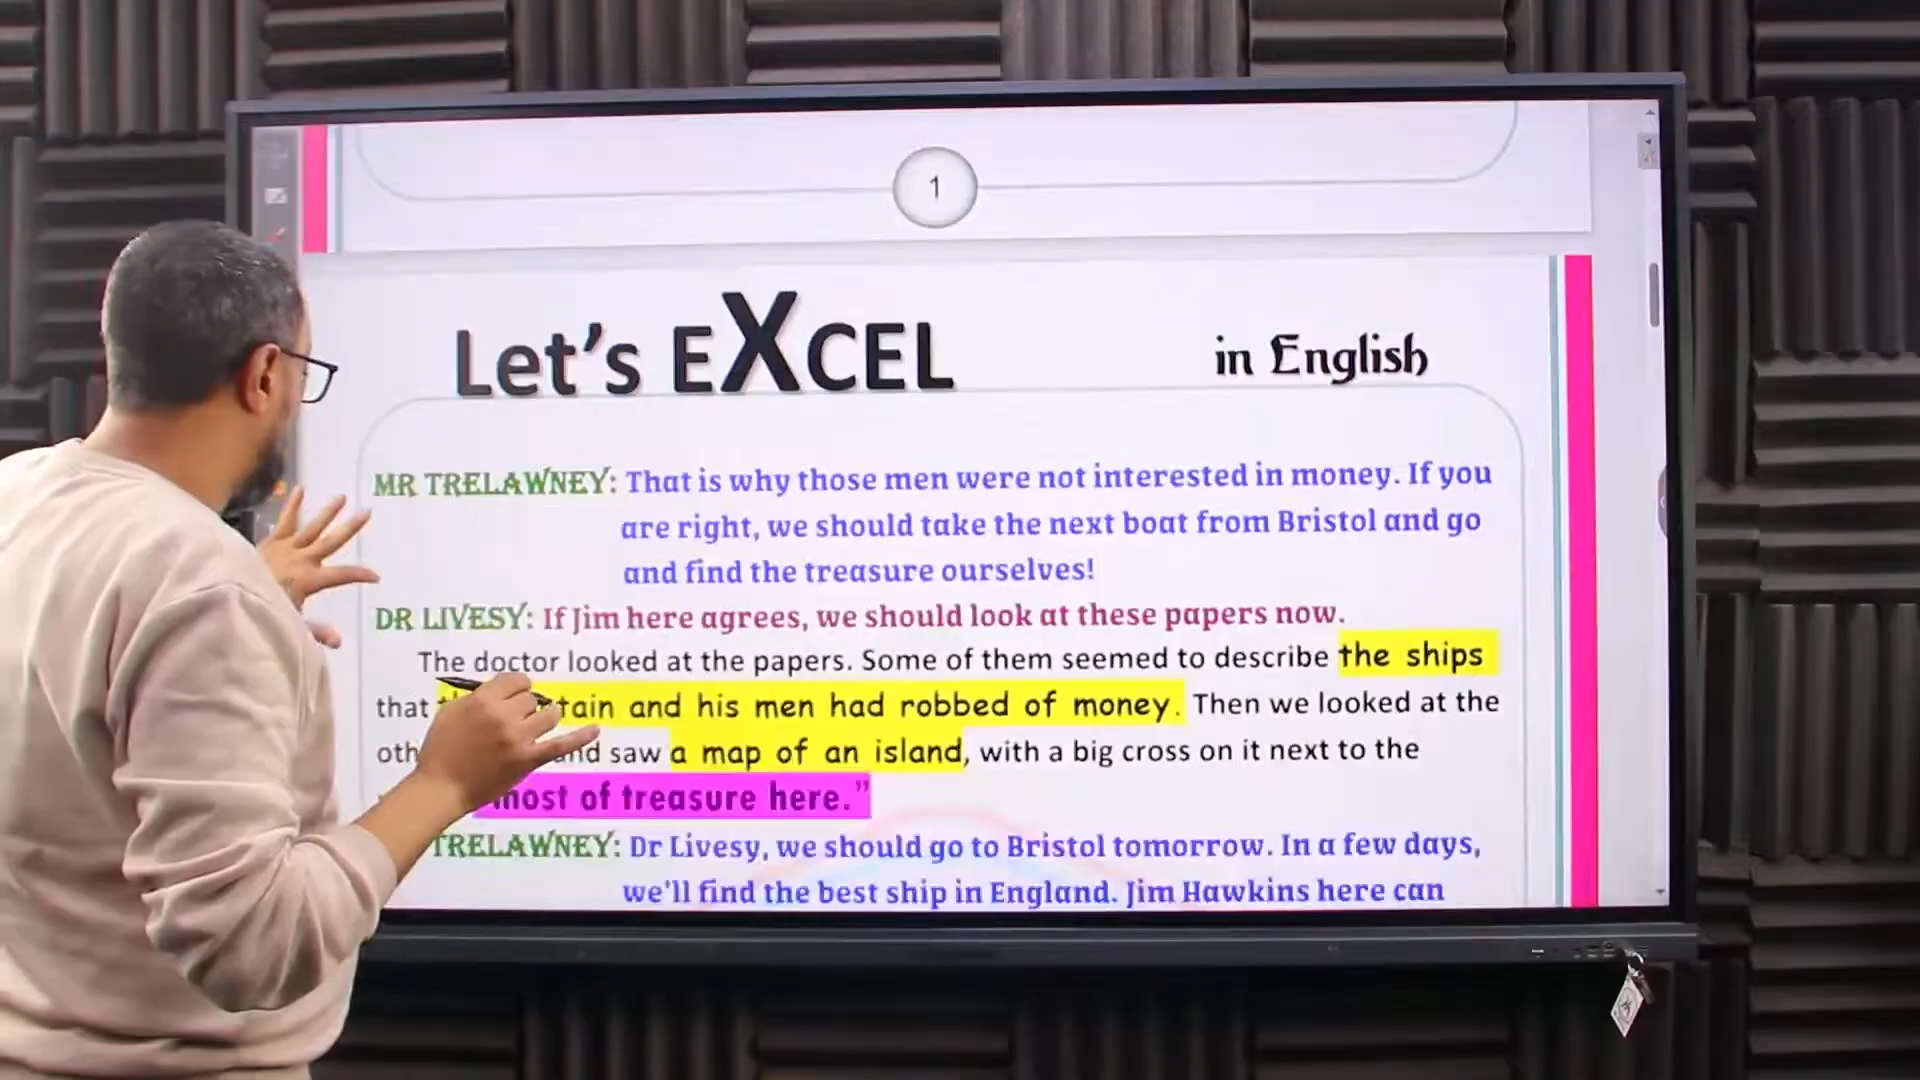 1
Let's EXCEL in English
MR TRELAWNEY: That is why those men were not interested in money. If you
are right, we should take the next boat from Bristol and go
and find the treasure ourselves!
DR LIVESY: If Jim here agrees, we should look at these papers now.
The doctor looked at the papers. Some of them seemed to describe the ships
that and his men had robbed of money. Then we looked at the
saw a map of an island, with a big cross on it next to the
most of treasure here.”
TRELAWNEY: Dr Livesy, we should go to Bristol tomorrow. In a few days,
we'll find the best ship in England. Jim Hawkins here can